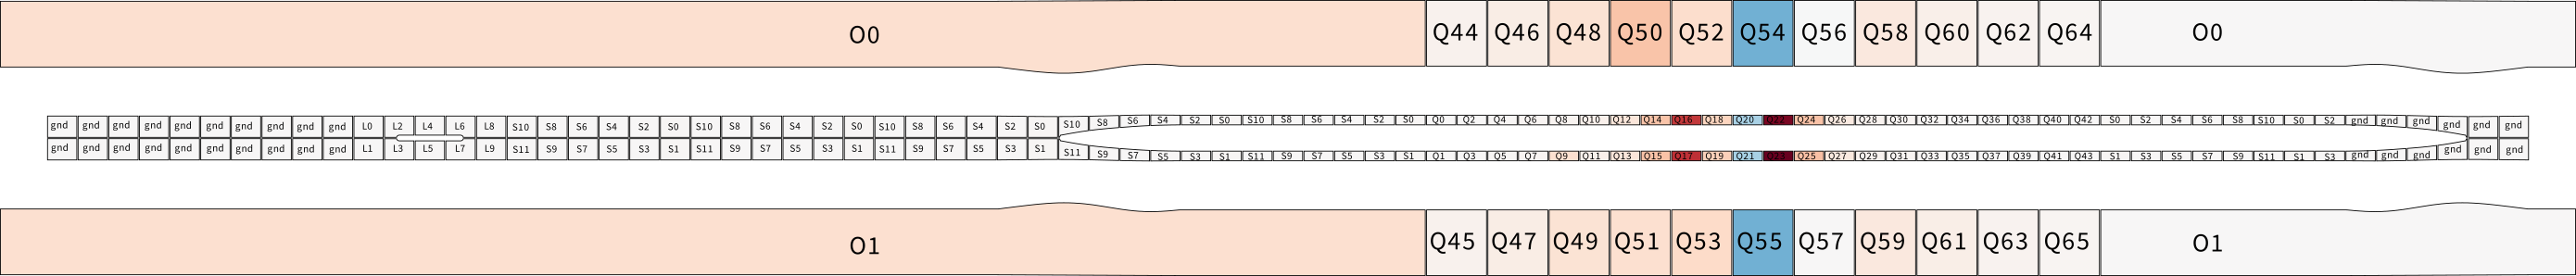 O0 Q44 Q46 Q48 Q50 Q52 Q54 Q56 Q58 Q60 Q62 Q64 O0
gnd gnd gnd gnd gnd gnd gnd gnd gnd gnd L0 L2 L4 L6 L8 S10 S8 S6 S4 S2 S0 S10 S8 S6 S4 S2 S0 S10 S8 S6 S4 S2 S0 S10 S8 S6 S4 S2 S0 S10 S8 S6 S4 S2 S0 Q0 Q2 Q4 Q6 Q8 Q10 Q12 Q14 Q16 Q18 Q20 Q22 Q24 Q26 Q28 Q30 Q32 Q34 Q36 Q38 Q40 Q42 S0 S2 S4 S6 S8 S10 S0 S2 gnd gnd gnd gnd gnd gnd
gnd gnd gnd gnd gnd gnd gnd gnd gnd gnd L1 L3 L5 L7 L9 S11 S9 S7 S5 S3 S1 S11 S9 S7 S5 S3 S1 S11 S9 S7 S5 S3 S1 S11 S9 S7 S5 S3 S1 S11 S9 S7 S5 S3 S1 Q1 Q3 Q5 Q7 Q9 Q11 Q13 Q15 Q17 Q19 Q21 Q23 Q25 Q27 Q29 Q31 Q33 Q35 Q37 Q39 Q41 Q43 S1 S3 S5 S7 S9 S11 S1 S3 gnd gnd gnd gnd gnd gnd
O1 Q45 Q47 Q49 Q51 Q53 Q55 Q57 Q59 Q61 Q63 Q65 O1